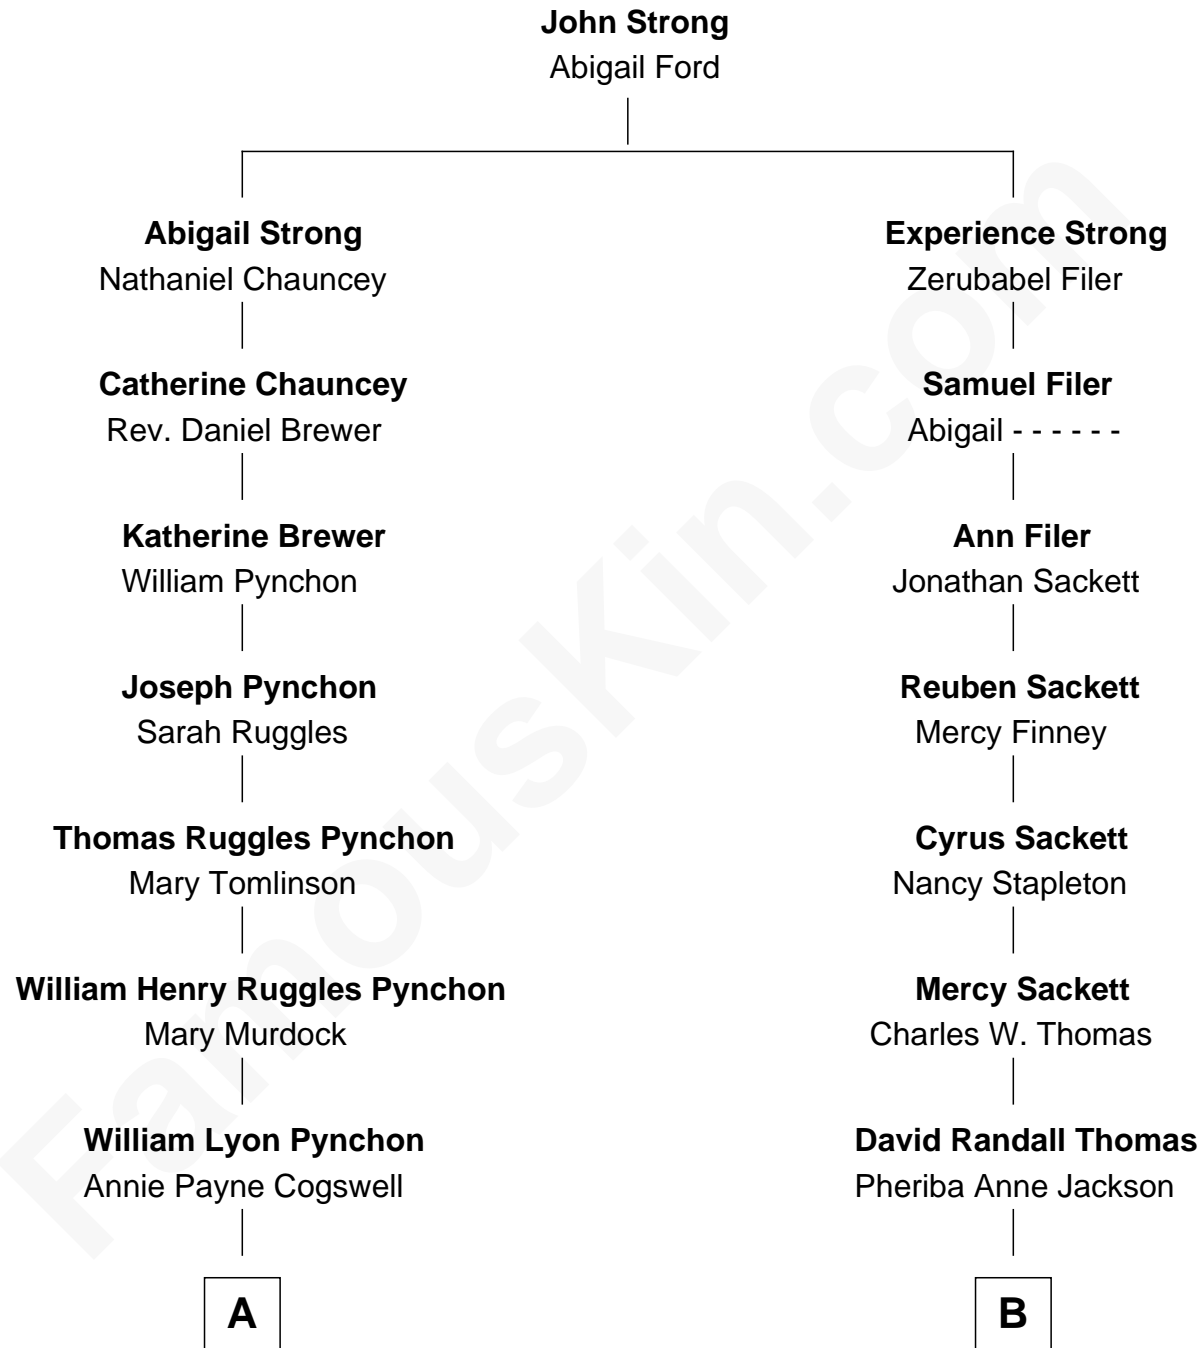 John Strong
Abigail Ford
Abigail Strong
Nathaniel Chauncey
Experience Strong
Zerubabel Filer
Catherine Chauncey
Rev. Daniel Brewer
Samuel Filer
Abigail - - - - - -
Katherine Brewer
William Pynchon
Ann Filer
Jonathan Sackett
Joseph Pynchon
Sarah Ruggles
Reuben Sackett
Mercy Finney
Thomas Ruggles Pynchon
Mary Tomlinson
Cyrus Sackett
Nancy Stapleton
William Henry Ruggles Pynchon
Mary Murdock
Mercy Sackett
Charles W. Thomas
William Lyon Pynchon
Annie Payne Cogswell
David Randall Thomas
Pheriba Anne Jackson
A
B
FamousKin.com